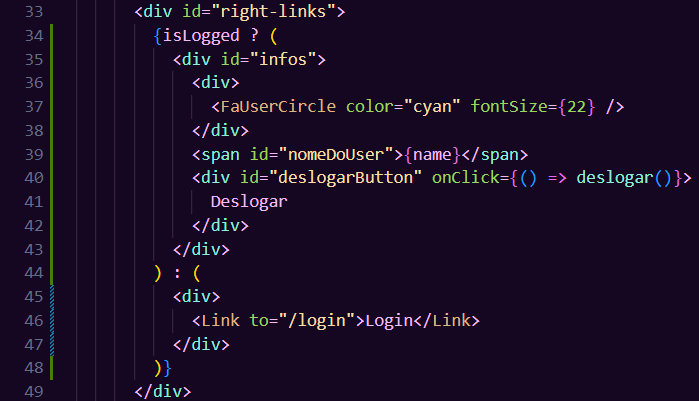 33 <div id="right-links">
34 {isLogged ? (
35 <div id="infos">
36 <div>
37 <FaUserCircle color="cyan" fontSize={22} />
38 </div>
39 <span id="nomeDoUser">{name}</span>
40 <div id="deslogarButton" onClick={() => deslogar()}>
41 Deslogar
42 </div>
43 </div>
44 ) : (
45 <div>
46 <Link to="/login">Login</Link>
47 </div>
48 )}
49 </div>